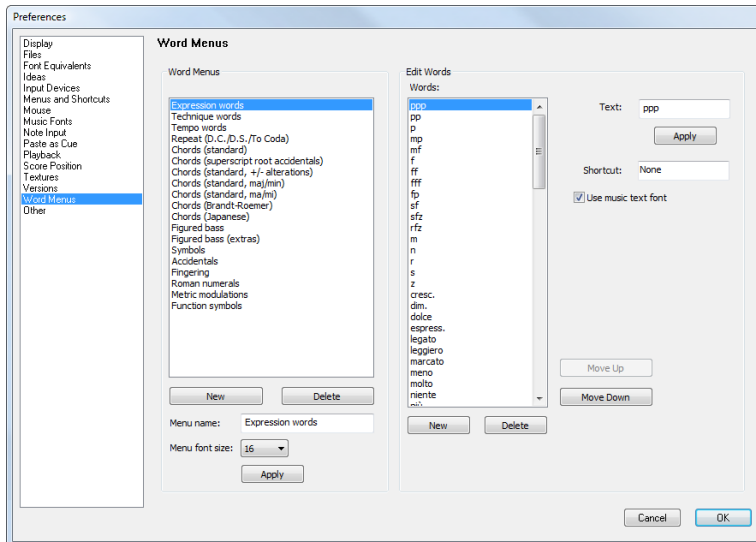 Preferences
Display
Files
Font Equivalents
Ideas
Input Devices
Menus and Shortcuts
Mouse
Music Fonts
Note Input
Paste as Cue
Playback
Score Position
Textures
Versions
Word Menus
Other
Word Menus
Word Menus
Expression words
Technique words
Tempo words
Repeat (D.C./D.S./To Coda)
Chords (standard)
Chords (superscript root accidentals)
Chords (standard, +/- alterations)
Chords (standard, maj/min)
Chords (standard, ma/mi)
Chords (Brandt-Roemer)
Chords (Japanese)
Figured bass
Figured bass (extras)
Symbols
Accidentals
Fingering
Roman numerals
Metric modulations
Function symbols
New Delete
Menu name: Expression words
Menu font size: 16
Apply
Edit Words
Words:
ppp
pp
p
mp
mf
f
ff
fff
fp
sf
sfz
rfz
m
n
r
s
z
cresc.
dim.
dolce
espress.
legato
leggiero
marcato
meno
molto
niente
più
New Delete
Text: ppp
Apply
Shortcut: None
Use music text font
Move Up
Move Down
Cancel OK